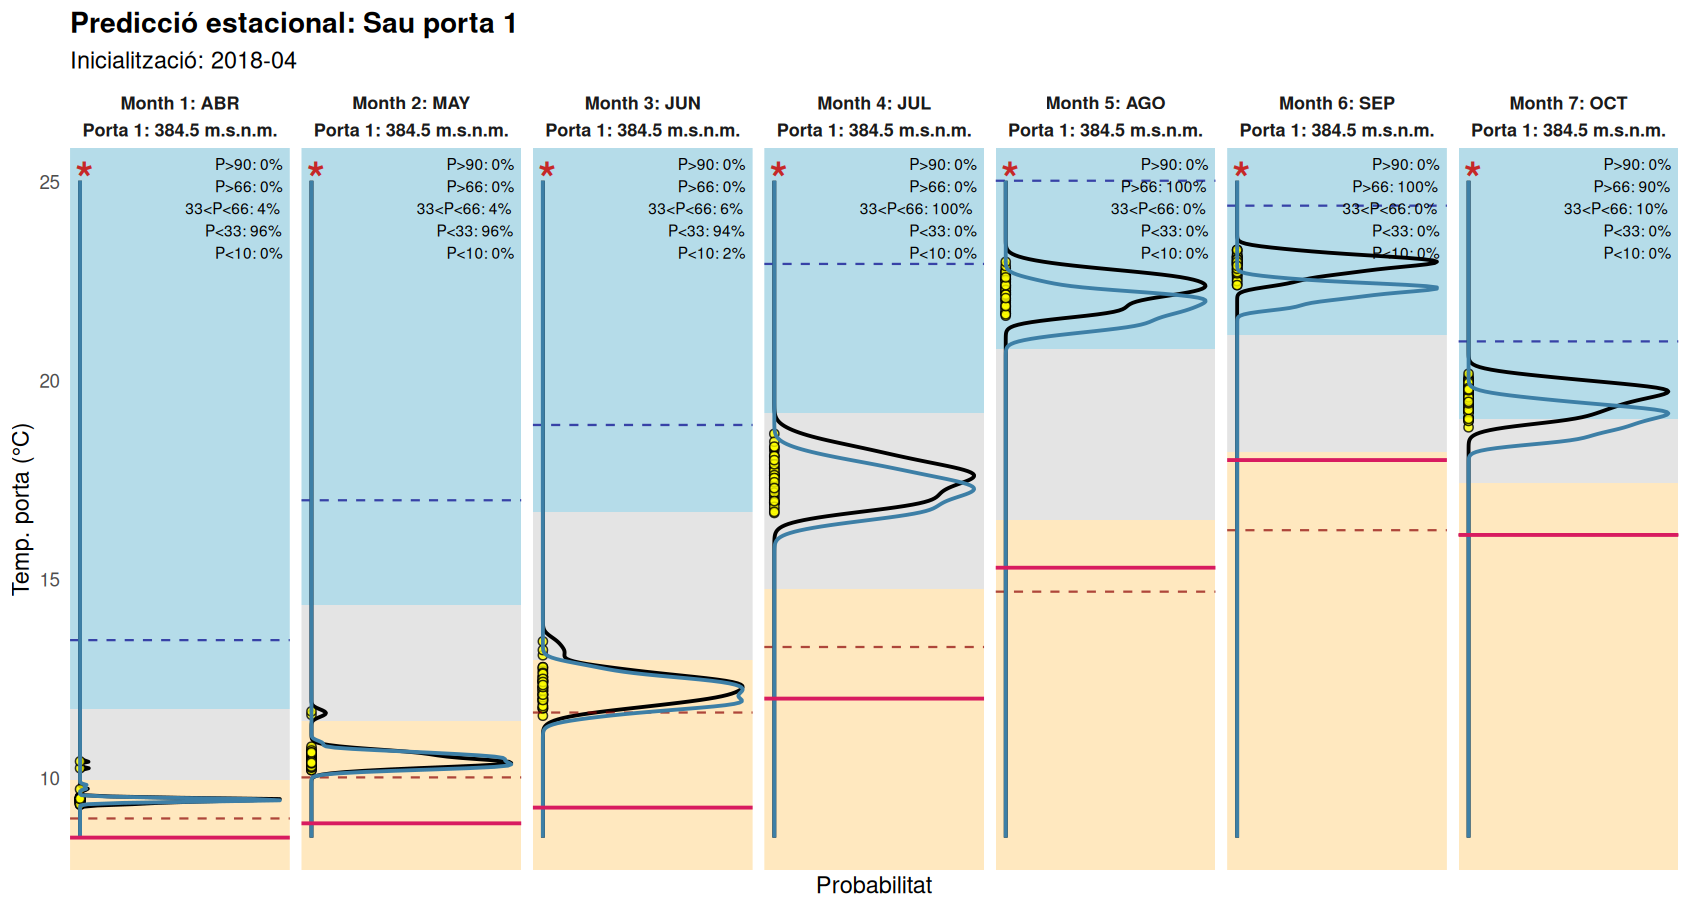 Predicció estacional: Sau porta 1
Inicialització: 2018-04
Month 1: ABR
Porta 1: 384.5 m.s.n.m.
Month 2: MAY
Porta 1: 384.5 m.s.n.m.
Month 3: JUN
Porta 1: 384.5 m.s.n.m.
Month 4: JUL
Porta 1: 384.5 m.s.n.m.
Month 5: AGO
Porta 1: 384.5 m.s.n.m.
Month 6: SEP
Porta 1: 384.5 m.s.n.m.
Month 7: OCT
Porta 1: 384.5 m.s.n.m.
*
P>90: 0%
P>66: 0%
33<P<66: 4%
P<33: 96%
P<10: 0%
*
P>90: 0%
P>66: 0%
33<P<66: 4%
P<33: 96%
P<10: 0%
*
P>90: 0%
P>66: 0%
33<P<66: 6%
P<33: 94%
P<10: 2%
*
P>90: 0%
P>66: 0%
33<P<66: 100%
P<33: 0%
P<10: 0%
*
P>90: 0%
P>66: 100%
33<P<66: 0%
P<33: 0%
P<10: 0%
*
P>90: 0%
P>66: 100%
33<P<66: 0%
P<33: 0%
P<10: 0%
*
P>90: 0%
P>66: 90%
33<P<66: 10%
P<33: 0%
P<10: 0%
25
20
15
10
Temp. porta (°C)
Probabilitat